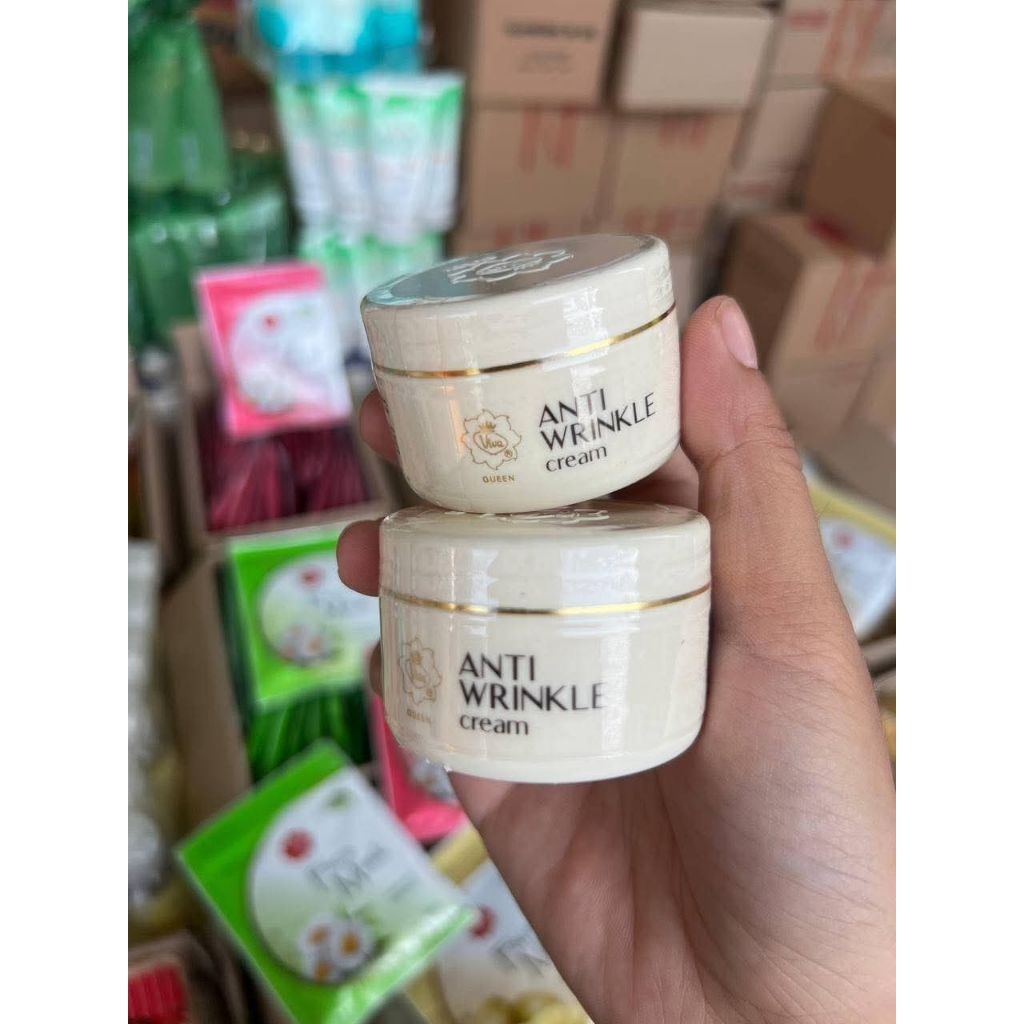 Viva®
QUEEN
ANTI
WRINKLE
cream
QUEEN
ANTI
WRINKLE
cream